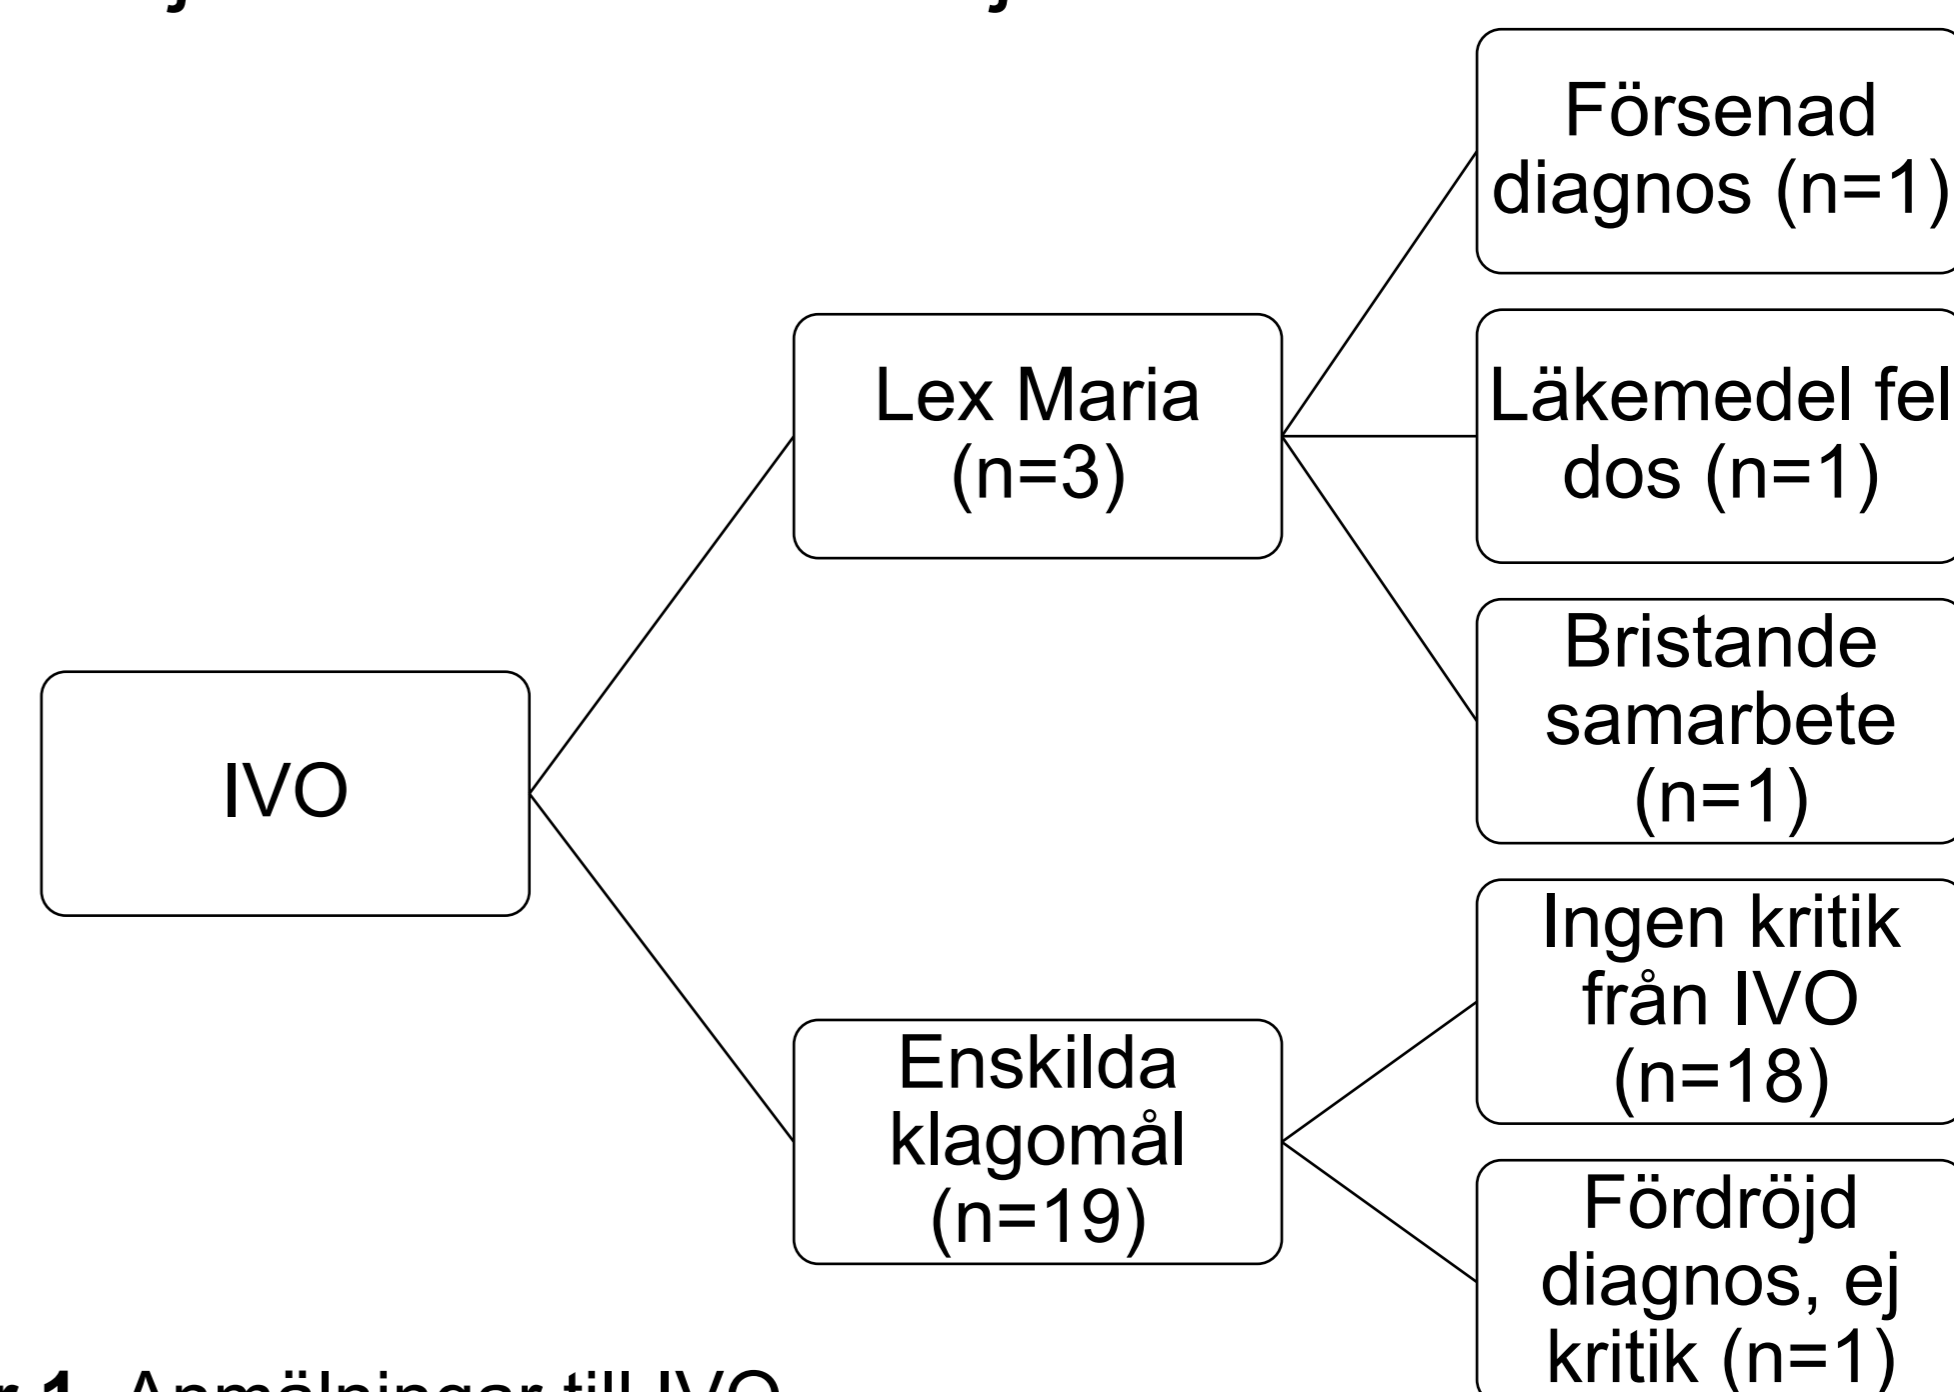 IVO
Lex Maria
(n=3)
Enskilda
klagomål
(n=19)
Försenad
diagnos (n=1)
Läkemedel fel
dos (n=1)
Bristande
samarbete
(n=1)
Ingen kritik
från IVO
(n=18)
Fördröjd
diagnos, ej
kritik (n=1)
1. Anmälningar till IVO